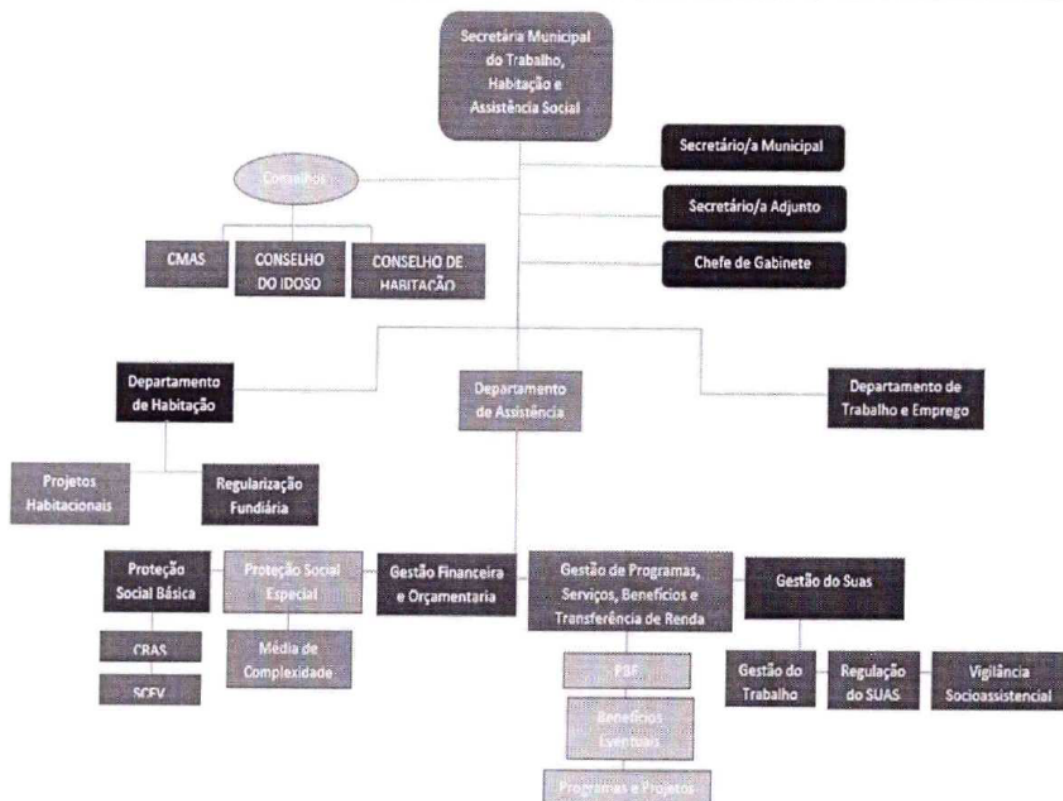 Secretária Municipal
do Trabalho,
Habitação e
Assistência Social
Secretário/a Municipal
Conselhos
Secretário/a Adjunto
CMAS
CONSELHO
DO IDOSO
CONSELHO DE
HABITAÇÃO
Chefe de Gabinete
Departamento
de Habitação
Departamento
de Assistência
Departamento de
Trabalho e Emprego
Projetos
Habitacionais
Regularização
Fundiária
Proteção
Social Básica
Proteção Social
Especial
Gestão Financeira
e Orçamentaria
Gestão de Programas,
Serviços, Benefícios e
Transferência de Renda
Gestão do Suas
CRAS
SCFV
Média de
Complexidade
PBF
Benefícios
Eventuais
Programas e Projetos
Gestão do
Trabalho
Regulação
do SUAS
Vigilância
Socioassistencial